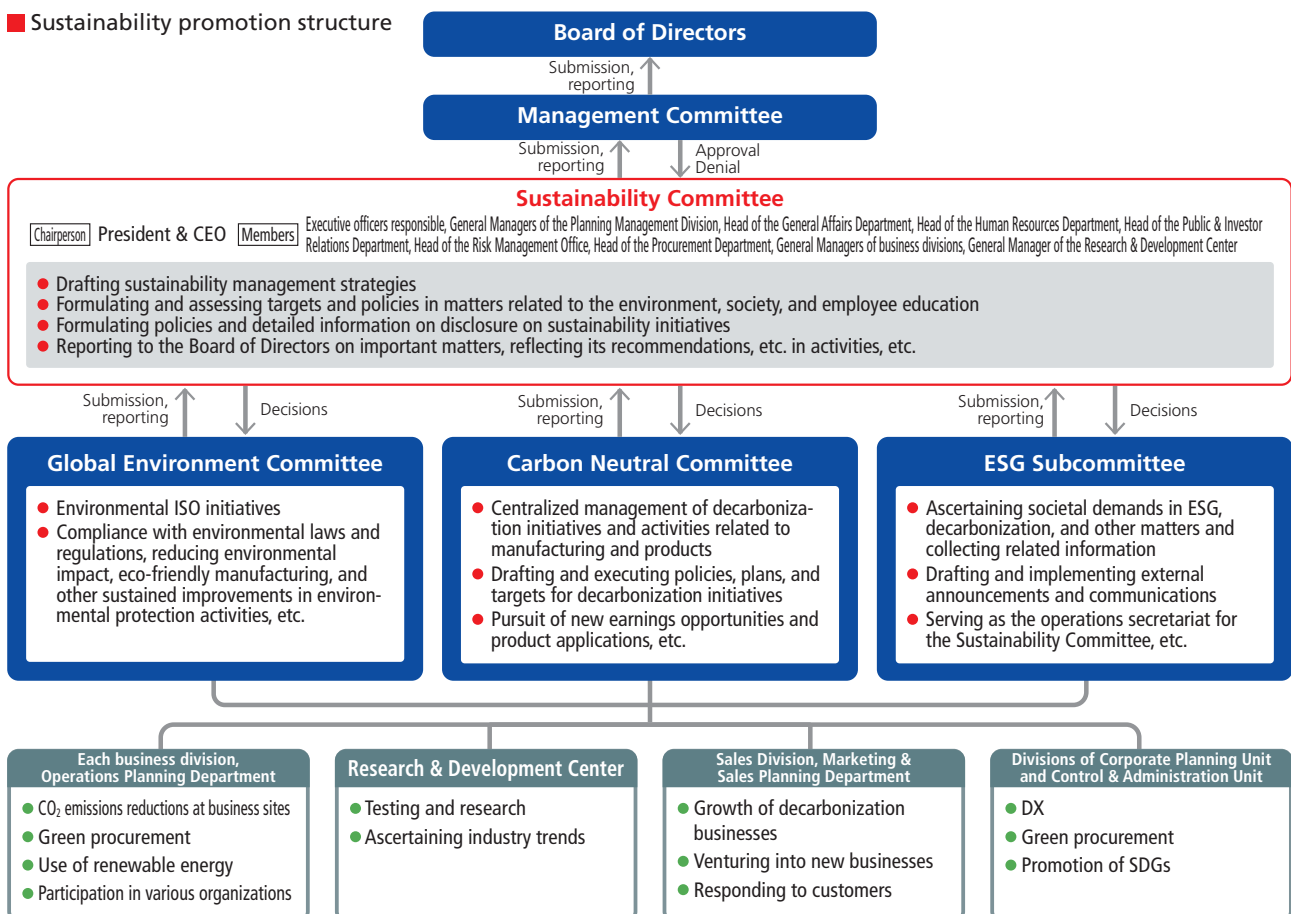 Sustainability promotion structure
Board of Directors
Submission,
reporting
Management Committee
Submission,
reporting
Approval
Denial
Sustainability Committee
Chairperson President & CEO Members
Executive officers responsible, General Managers of the Planning Management Division, Head of the General Affairs Department, Head of the Human Resources Department, Head of the Public & Investor
Relations Department, Head of the Risk Management Office, Head of the Procurement Department, General Managers of business divisions, General Manager of the Research & Development Center
● Drafting sustainability management strategies
● Formulating and assessing targets and policies in matters related to the environment, society, and employee education
● Formulating policies and detailed information on disclosure on sustainability initiatives
● Reporting to the Board of Directors on important matters, reflecting its recommendations, etc. in activities, etc.
Submission,
reporting
Decisions
Submission,
reporting
Decisions
Submission,
reporting
Decisions
Global Environment Committee
● Environmental ISO initiatives
● Compliance with environmental laws and
regulations, reducing environmental
impact, eco-friendly manufacturing, and
other sustained improvements in environ-
mental protection activities, etc.
Carbon Neutral Committee
● Centralized management of decarboniza-
tion initiatives and activities related to
manufacturing and products
● Drafting and executing policies, plans, and
targets for decarbonization initiatives
● Pursuit of new earnings opportunities and
product applications, etc.
ESG Subcommittee
● Ascertaining societal demands in ESG,
decarbonization, and other matters and
collecting related information
● Drafting and implementing external
announcements and communications
● Serving as the operations secretariat for
the Sustainability Committee, etc.
Each business division,
Operations Planning Department
● CO₂ emissions reductions at business sites
● Green procurement
● Use of renewable energy
● Participation in various organizations
Research & Development Center
● Testing and research
● Ascertaining industry trends
Sales Division, Marketing &
Sales Planning Department
● Growth of decarbonization
businesses
● Venturing into new businesses
● Responding to customers
Divisions of Corporate Planning Unit
and Control & Administration Unit
● DX
● Green procurement
● Promotion of SDGs